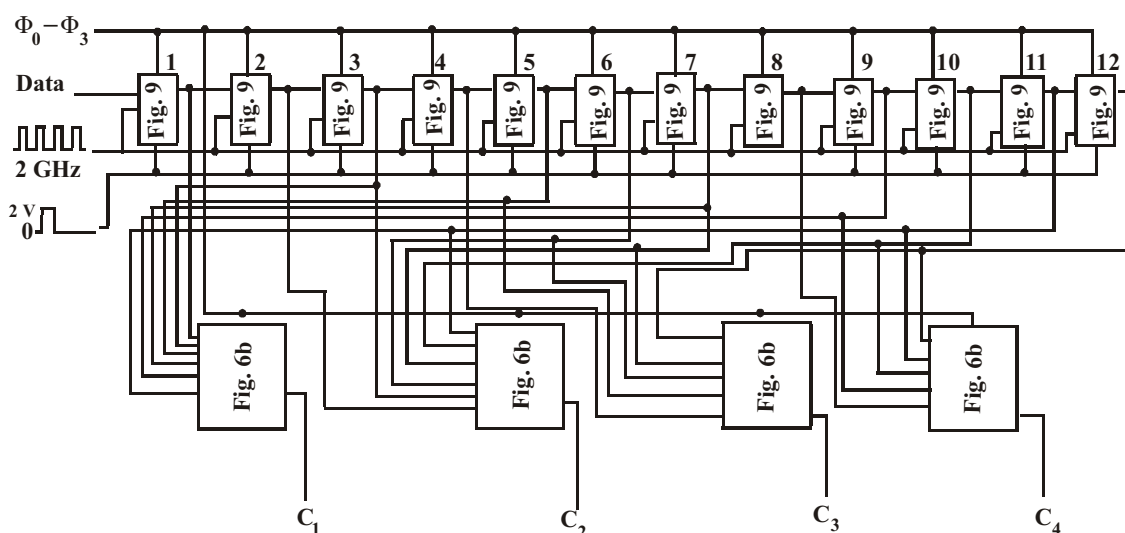 Φ0−Φ3
1 2 3 4 5 6 7 8 9 10 11 12
Data
Fig. 9 Fig. 9 Fig. 9 Fig. 9 Fig. 9 Fig. 9 Fig. 9 Fig. 9 Fig. 9 Fig. 9 Fig. 9 Fig. 9
2 GHz
2 V
0
Fig. 6b Fig. 6b Fig. 6b Fig. 6b
C1 C2 C3 C4